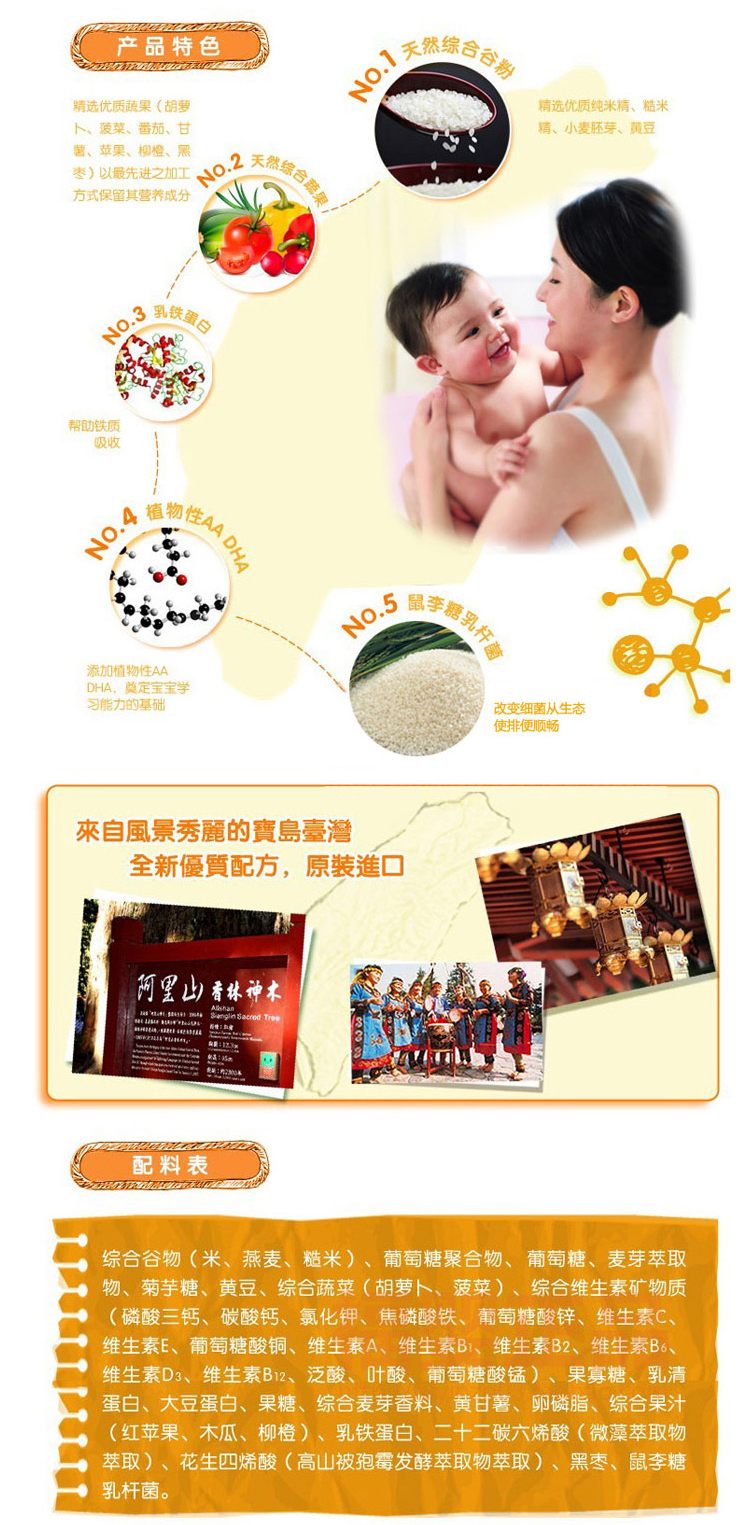 产品特色
No.1 天然综合谷粉
精选优质纯米精、糙米
精、小麦胚芽、黄豆
精选优质蔬果（胡萝
卜、菠菜、番茄、甘
薯、苹果、柳橙、黑
枣）以最先进之加工
方式保留其营养成分
No.2 天然综合蔬果
No.3 乳铁蛋白
帮助铁质
吸收
No.4 植物性AA DHA
添加植物性AA
DHA，奠定宝宝学
习能力的基础
No.5 鼠李糖乳杆菌
改变细菌从生态
使排便顺畅
來自風景秀麗的寶島臺灣
全新優質配方，原裝進口
阿里山 香林神木
Alishan
Sianglin Sacred Tree
配料表
综合谷物（米、燕麦、糙米）、葡萄糖聚合物、葡萄糖、麦芽萃取
物、菊芋糖、黄豆、综合蔬菜（胡萝卜、菠菜）、综合维生素矿物质
（磷酸三钙、碳酸钙、氯化钾、焦磷酸铁、葡萄糖酸锌、维生素C、
维生素E、葡萄糖酸铜、维生素A、维生素B1、维生素B2、维生素B6、
维生素D3、维生素B12、泛酸、叶酸、葡萄糖酸锰）、果寡糖、乳清
蛋白、大豆蛋白、果糖、综合麦芽香料、黄甘薯、卵磷脂、综合果汁
（红苹果、木瓜、柳橙）、乳铁蛋白、二十二碳六烯酸（微藻萃取物
萃取）、花生四烯酸（高山被孢霉发酵萃取物萃取）、黑枣、鼠李糖
乳杆菌。